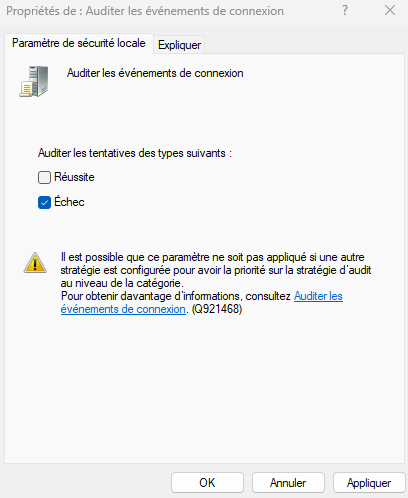 Propriétés de : Auditer les événements de connexion
Paramètre de sécurité locale
Expliquer
Auditer les événements de connexion
Auditer les tentatives des types suivants :
Réussite
Échec
Il est possible que ce paramètre ne soit pas appliqué si une autre
stratégie est configurée pour avoir la priorité sur la stratégie d'audit
au niveau de la catégorie.
Pour obtenir davantage d'informations, consultez Auditer les
événements de connexion. (Q921468)
OK
Annuler
Appliquer